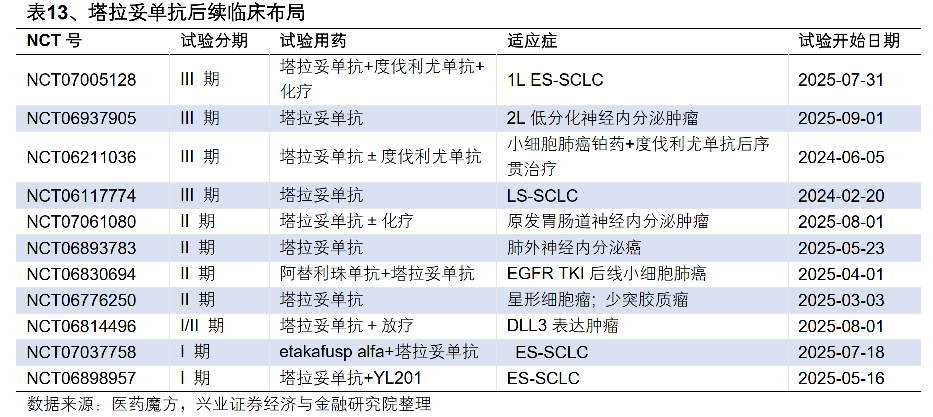 表13、塔拉妥单抗后续临床布局
NCT 号 试验分期 试验用药 适应症 试验开始日期
NCT07005128 III 期 塔拉妥单抗+度伐利尤单抗+化疗 1L ES-SCLC 2025-07-31
NCT06937905 III 期 塔拉妥单抗 2L 低分化神经内分泌肿瘤 2025-09-01
NCT06211036 III 期 塔拉妥单抗±度伐利尤单抗 小细胞肺癌铂药+度伐利尤单抗后序贯治疗 2024-06-05
NCT06117774 III 期 塔拉妥单抗 LS-SCLC 2024-02-20
NCT07061080 II 期 塔拉妥单抗±化疗 原发胃肠道神经内分泌肿瘤 2025-08-01
NCT06893783 II 期 塔拉妥单抗 肺外神经内分泌癌 2025-05-23
NCT06830694 II 期 阿替利珠单抗+塔拉妥单抗 EGFR TKI 后线小细胞肺癌 2025-04-01
NCT06776250 II 期 塔拉妥单抗 星形细胞瘤; 少突胶质瘤 2025-03-03
NCT06814496 I/II 期 塔拉妥单抗+放疗 DLL3 表达肿瘤 2025-08-01
NCT07037758 I 期 etakafusp alfa+塔拉妥单抗 ES-SCLC 2025-07-18
NCT06898957 I 期 塔拉妥单抗+YL201 ES-SCLC 2025-05-16
数据来源：医药魔方，兴业证券经济与金融研究院整理